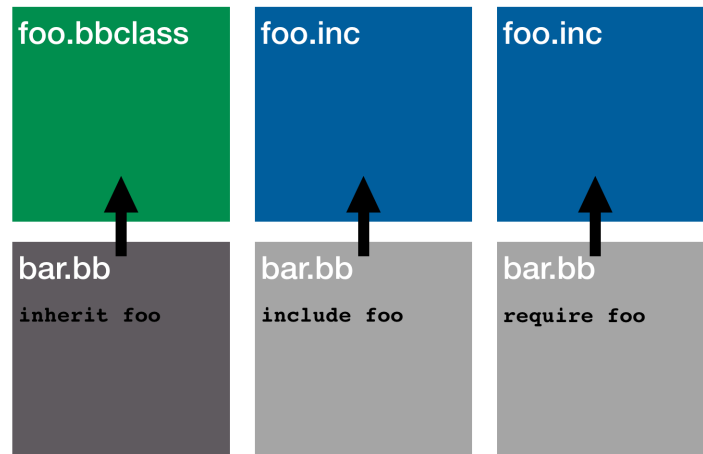 foo.bbclass
foo.inc
foo.inc
bar.bb
inherit foo
bar.bb
include foo
bar.bb
require foo